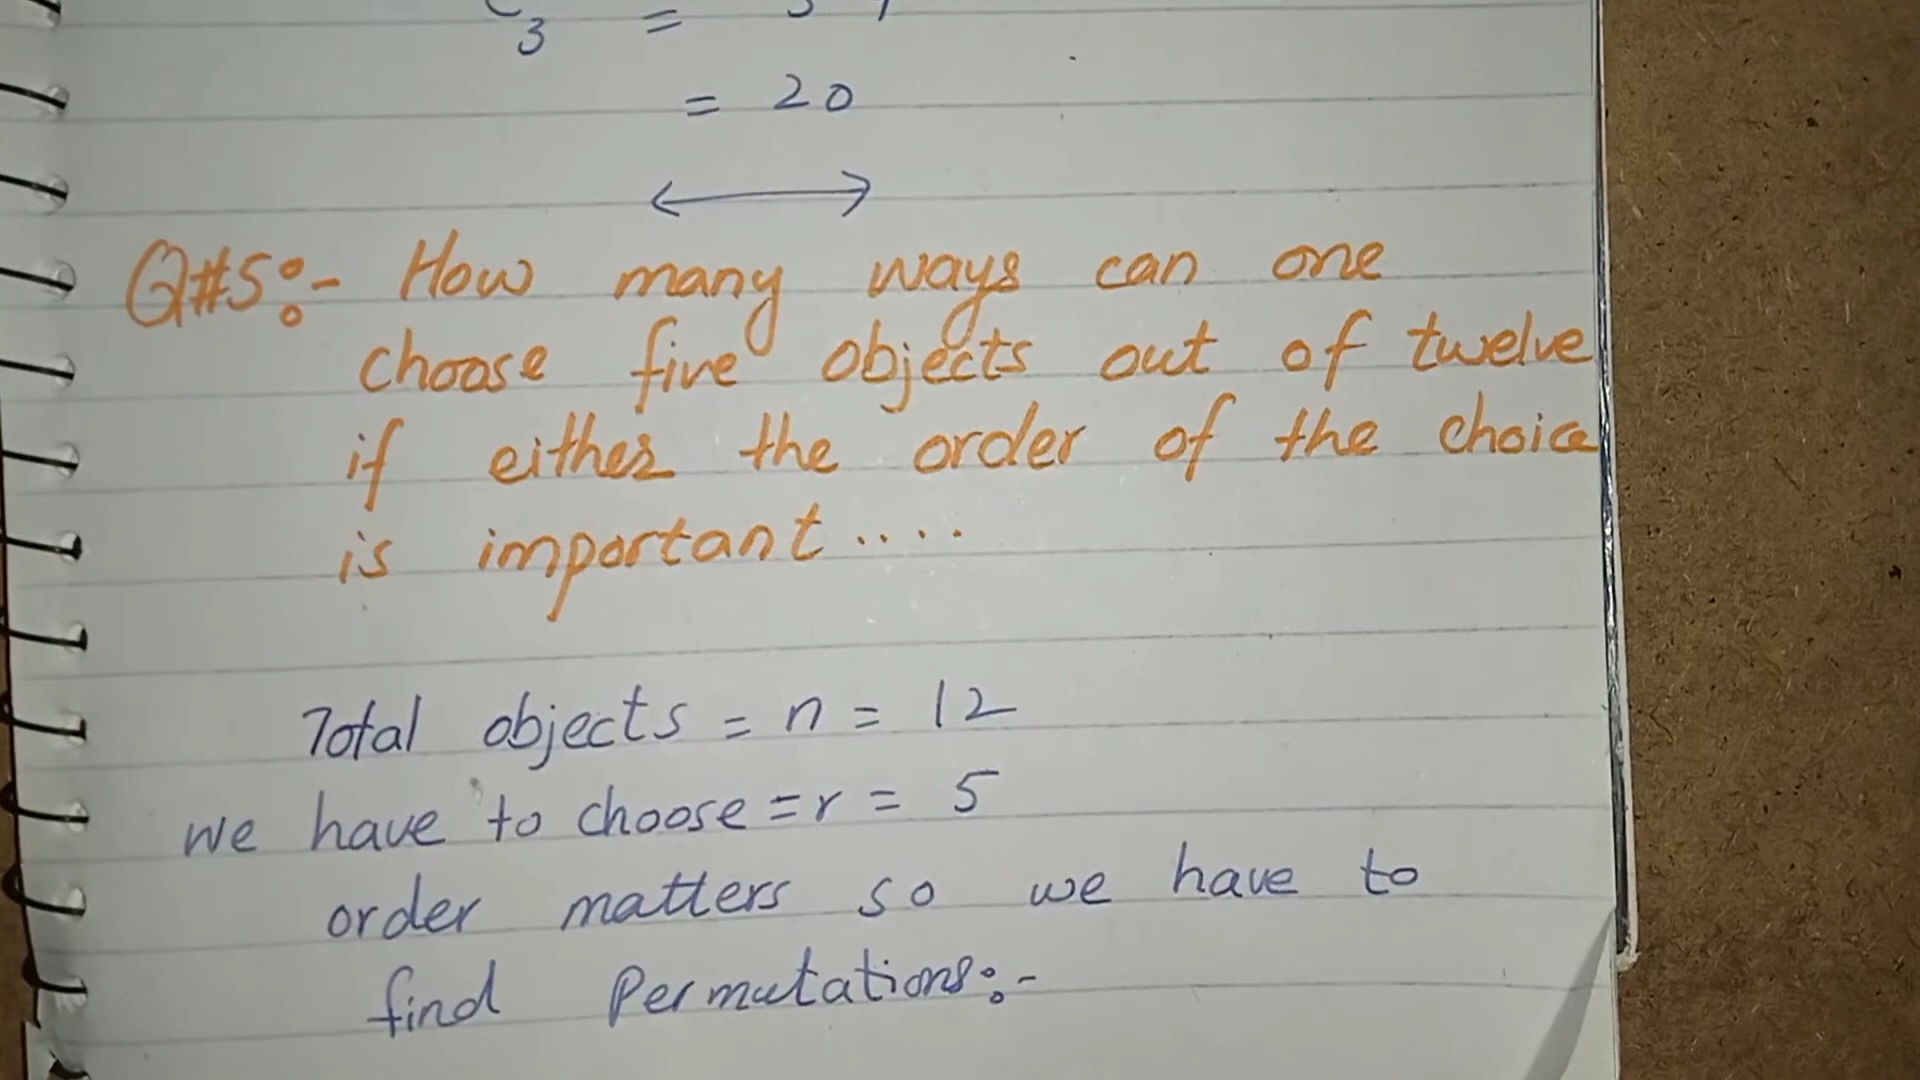 3 =
= 20
Q#5:- How many ways can one
choose five objects out of twelve
if either the order of the choice
is important....
Total objects = n = 12
we have to choose = r = 5
order matters so we have to
find Permutations:-